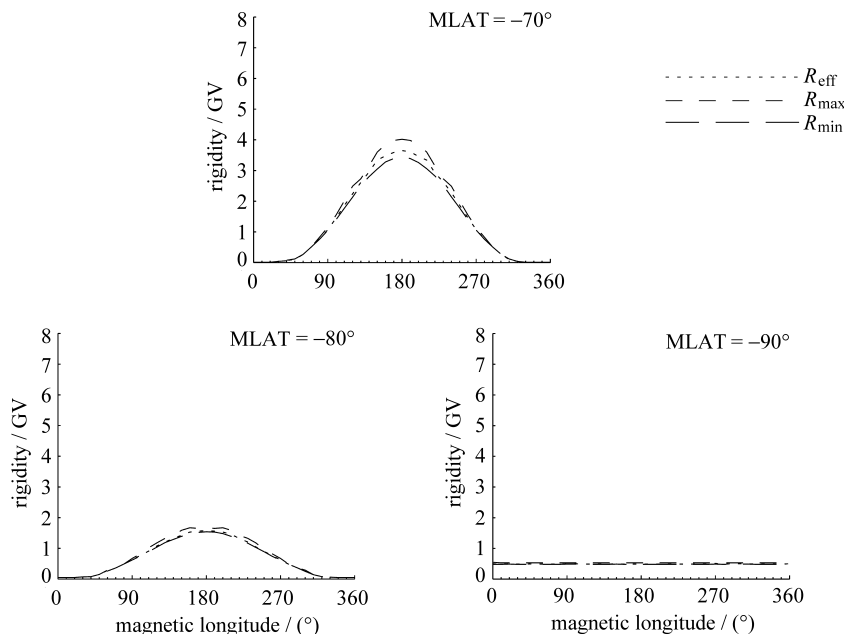 MLAT = −70°
rigidity / GV
8
7
6
5
4
3
2
1
0
0 90 180 270 360
R_eff
R_max
R_min
MLAT = −80°
rigidity / GV
8
7
6
5
4
3
2
1
0
0 90 180 270 360
magnetic longitude / (°)
MLAT = −90°
rigidity / GV
8
7
6
5
4
3
2
1
0
0 90 180 270 360
magnetic longitude / (°)